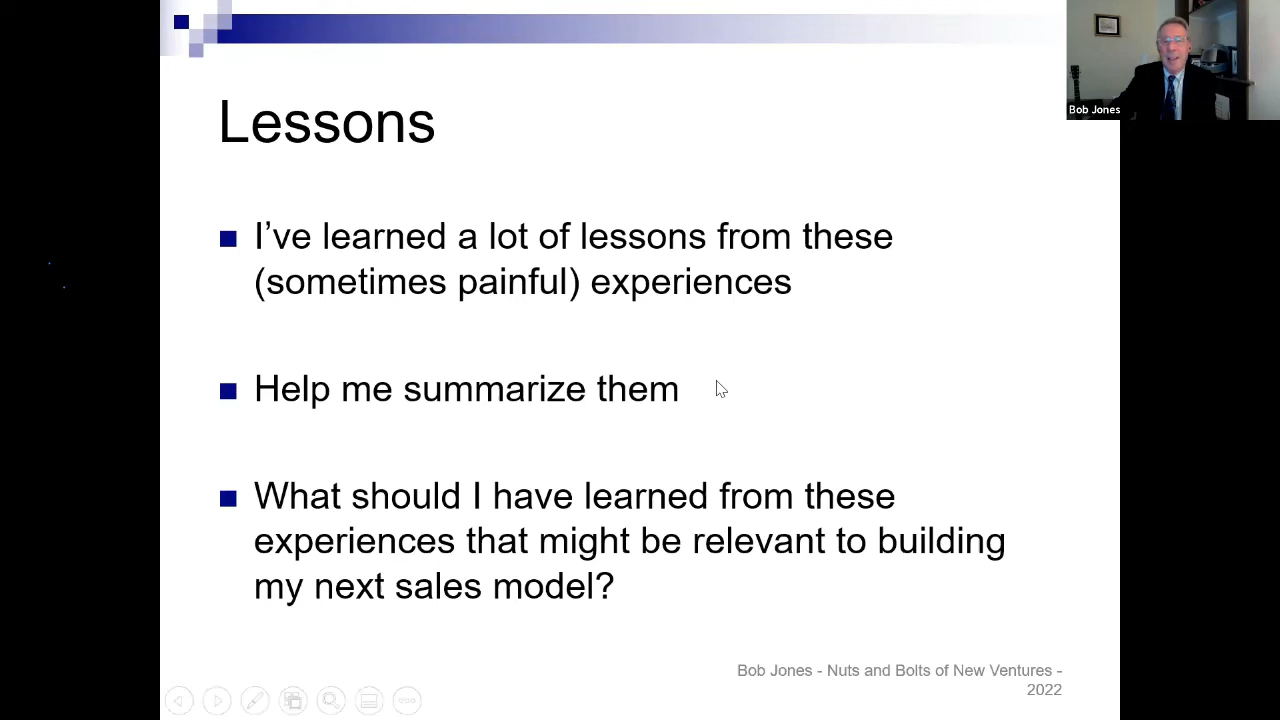 Bob Jones
Lessons
I’ve learned a lot of lessons from these
(sometimes painful) experiences
Help me summarize them
What should I have learned from these
experiences that might be relevant to building
my next sales model?
Bob Jones - Nuts and Bolts of New Ventures -
2022